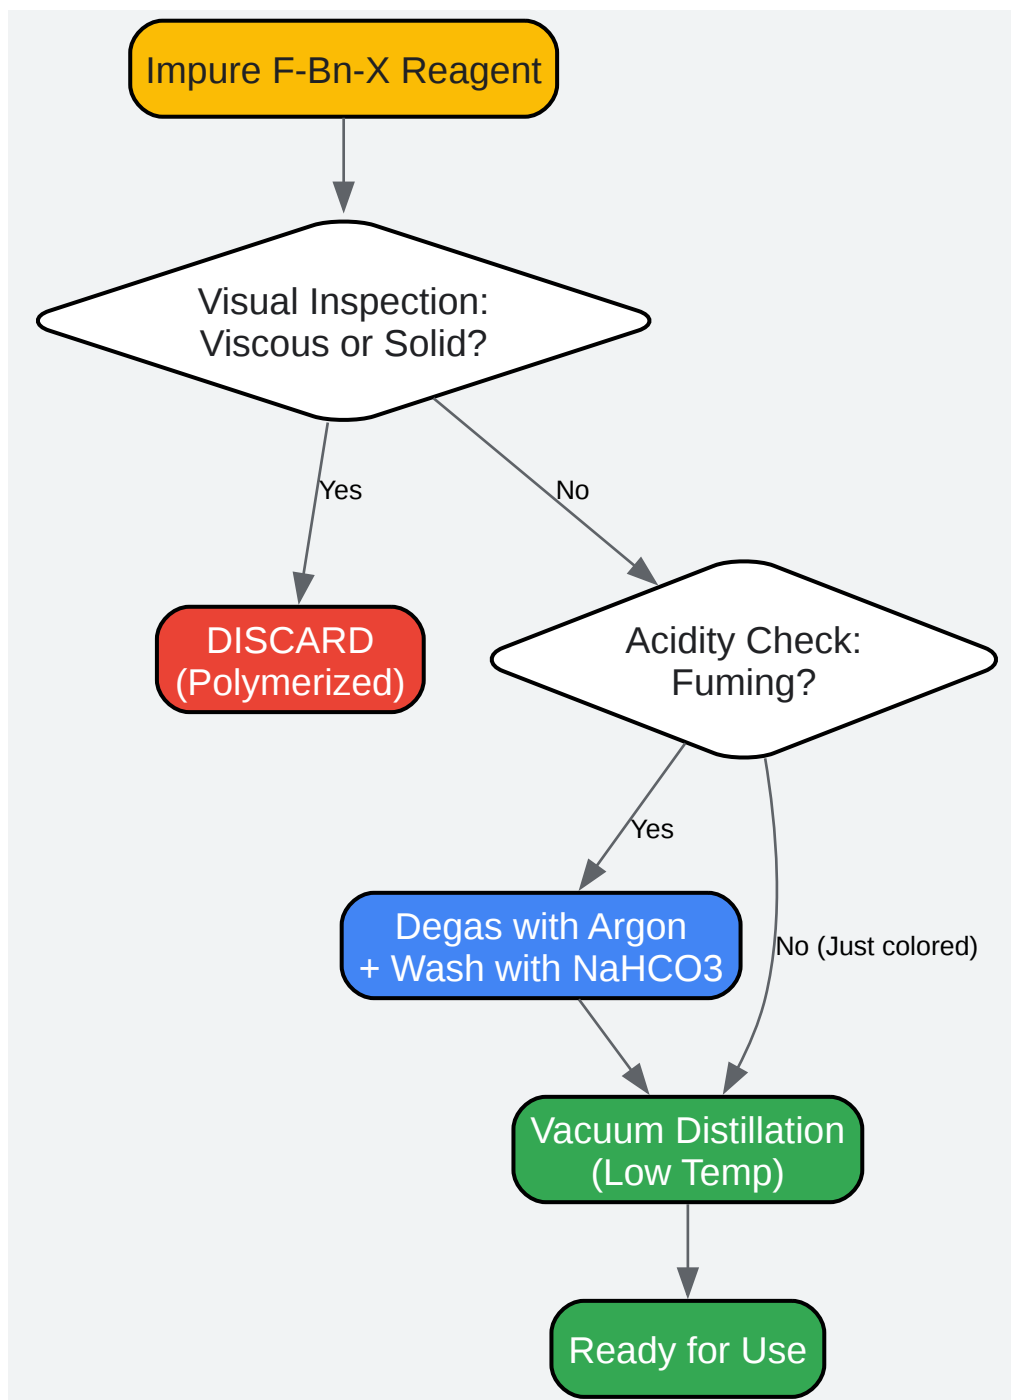 Impure F-Bn-X Reagent
Visual Inspection:
Viscous or Solid?
Yes
No
DISCARD
(Polymerized)
Acidity Check:
Fuming?
Yes
Degas with Argon
+ Wash with NaHCO3
No (Just colored)
Vacuum Distillation
(Low Temp)
Ready for Use